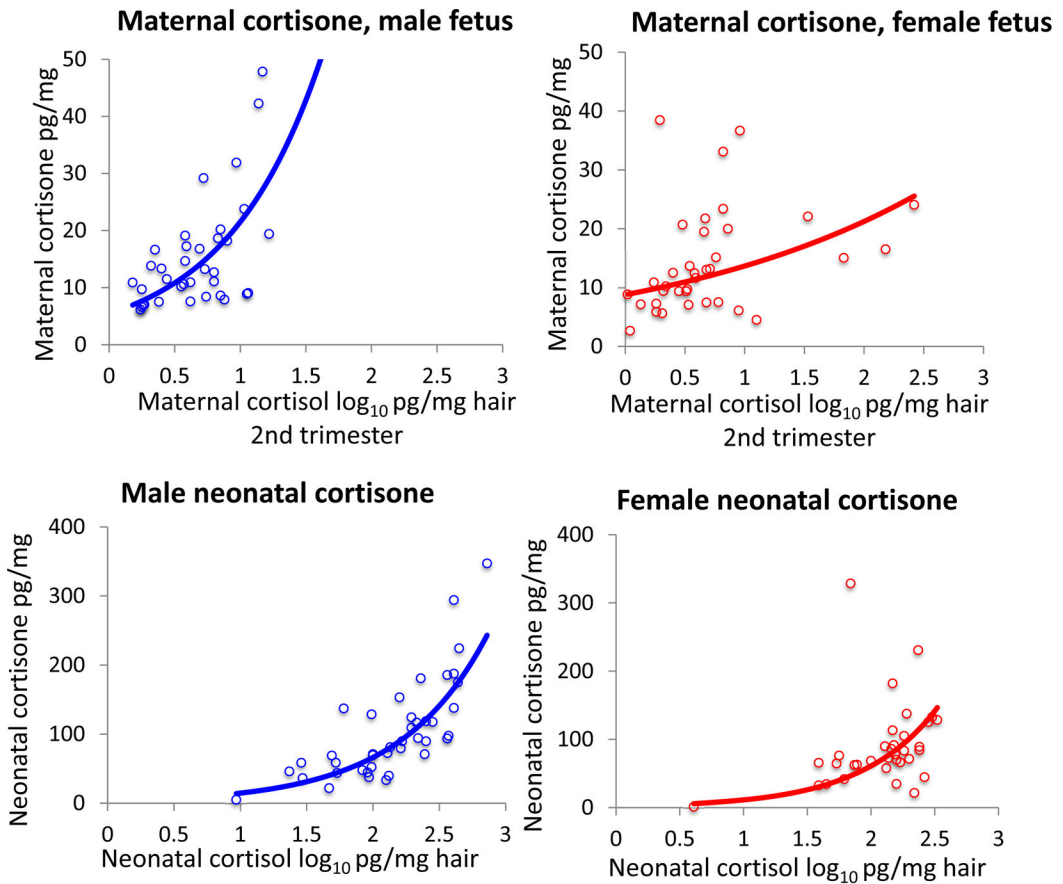 Maternal cortisone, male fetus
Maternal cortisone pg/mg
50
40
30
20
10
0
0 0.5 1 1.5 2 2.5 3
Maternal cortisol log10 pg/mg hair
2nd trimester
Maternal cortisone, female fetus
Maternal cortisone pg/mg
50
40
30
20
10
0
0 0.5 1 1.5 2 2.5 3
Maternal cortisol log10 pg/mg hair
2nd trimester
Male neonatal cortisone
Neonatal cortisone pg/mg
400
300
200
100
0
0 0.5 1 1.5 2 2.5 3
Neonatal cortisol log10 pg/mg hair
Female neonatal cortisone
Neonatal cortisone pg/mg
400
300
200
100
0
0 0.5 1 1.5 2 2.5 3
Neonatal cortisol log10 pg/mg hair